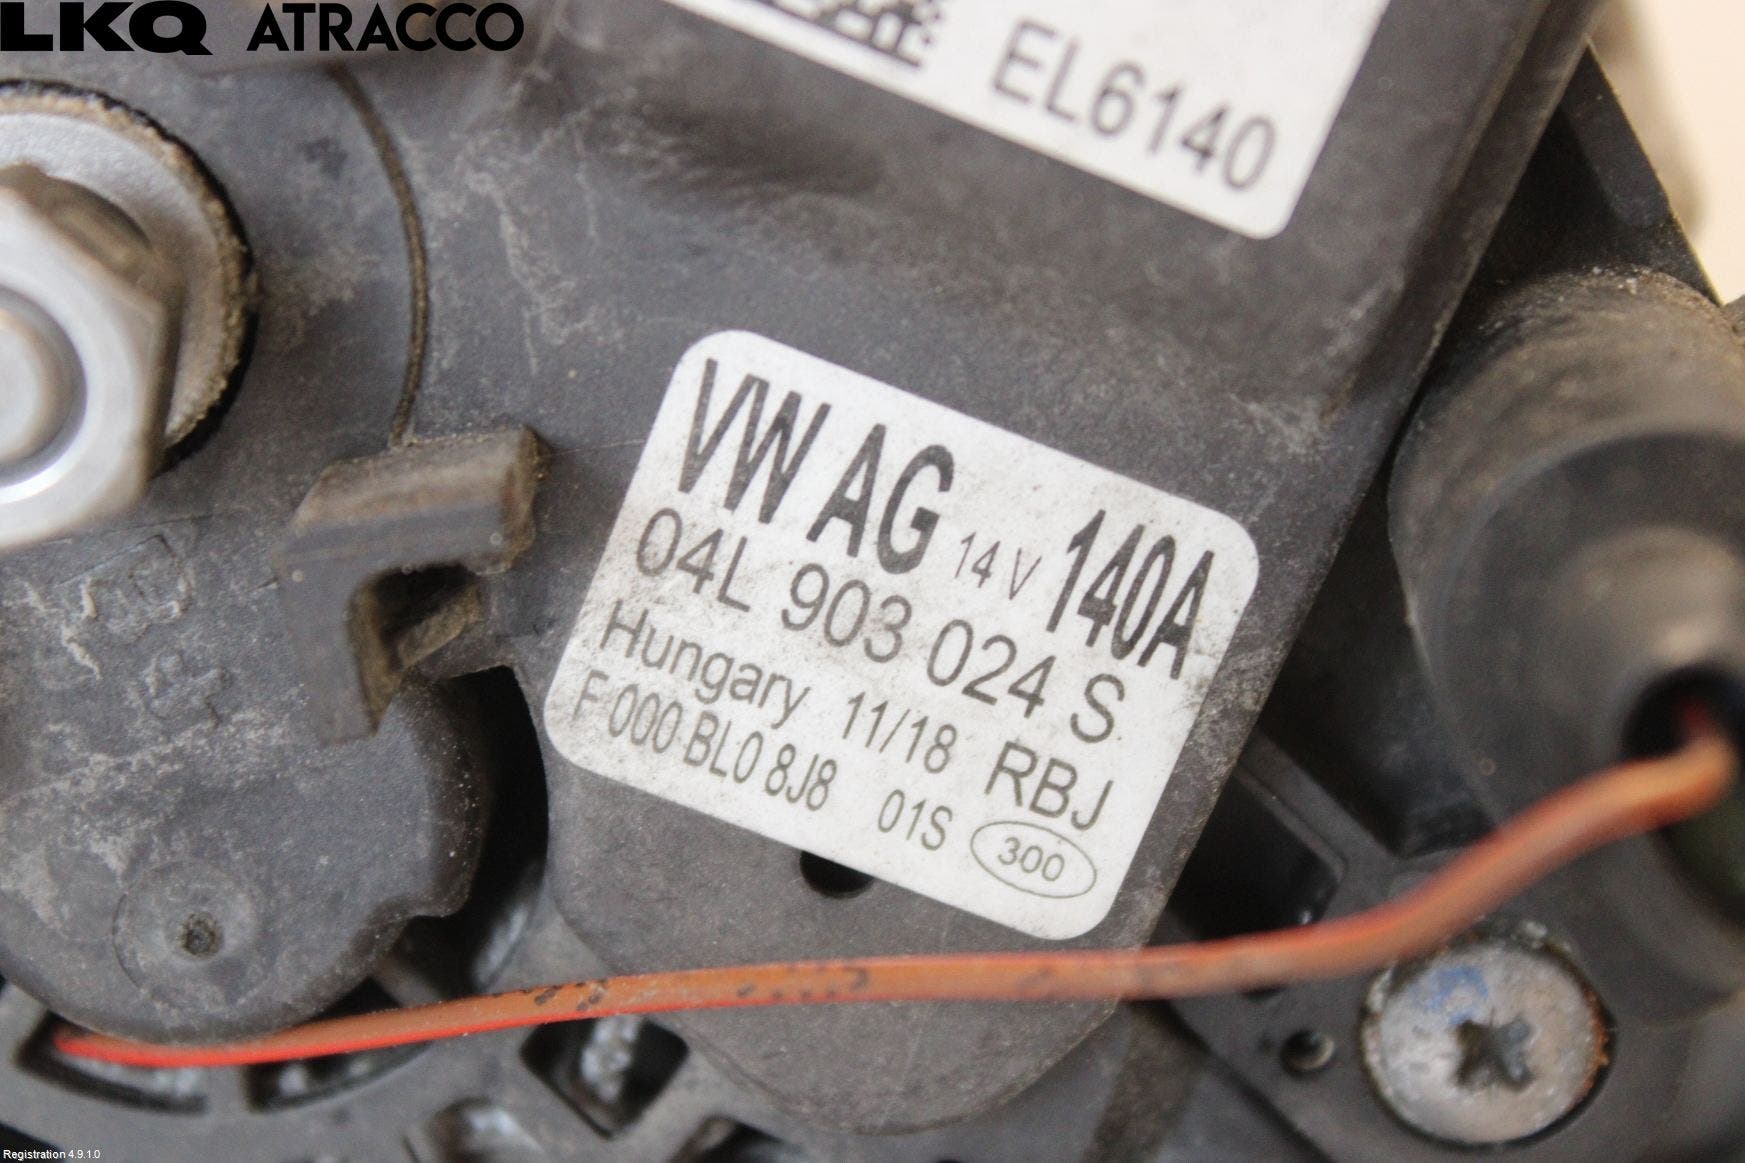 LKQ ATRACCO
EL6140
VW AG 14 V 140A
04L 903 024 S
Hungary 11/18 RBJ
F 000 BL0 8J8 01S 300
Registration 4.9.1.0